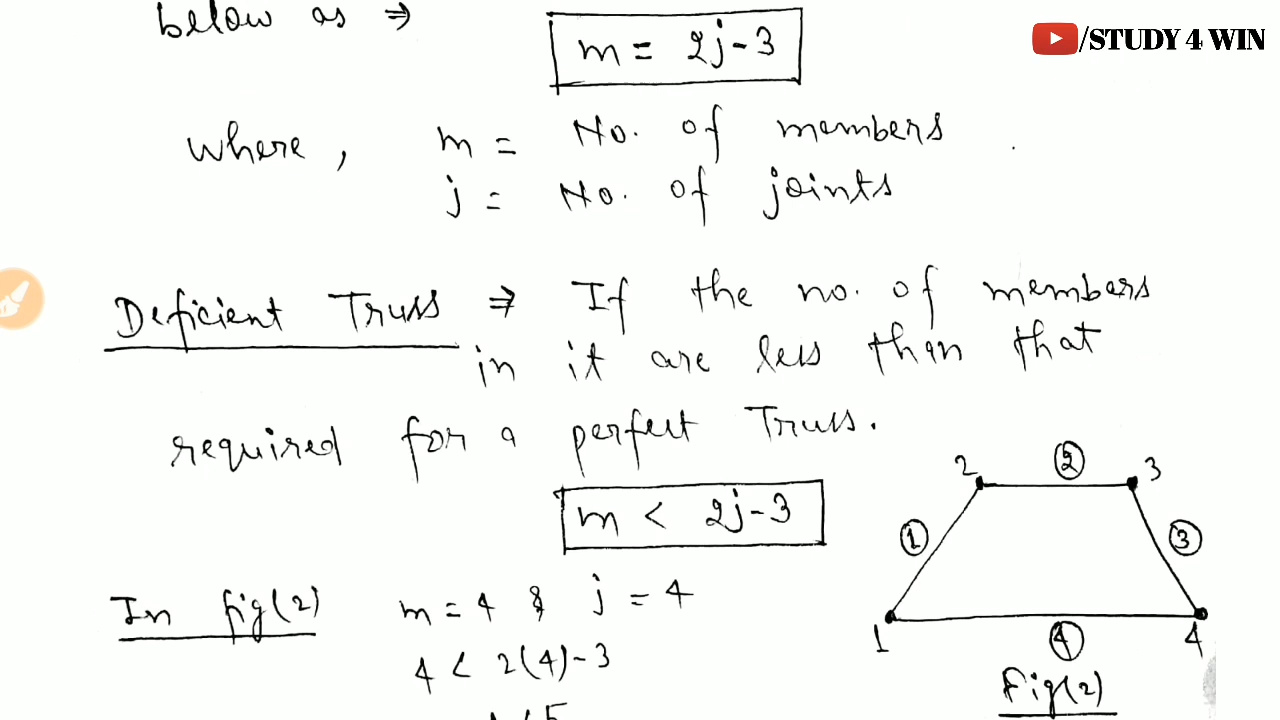 below as ⇒
/STUDY 4 WIN
m = 2j-3
where, m = No. of members
j = No. of joints
Deficient Truss ⇒ If the no. of members
in it are less than that
required for a perfect Truss.
m < 2j-3
2 ② 3
① ③
1 ④ 4
Fig(2)
In fig(2) m = 4 & j = 4
4 < 2(4)-3
4 < 5